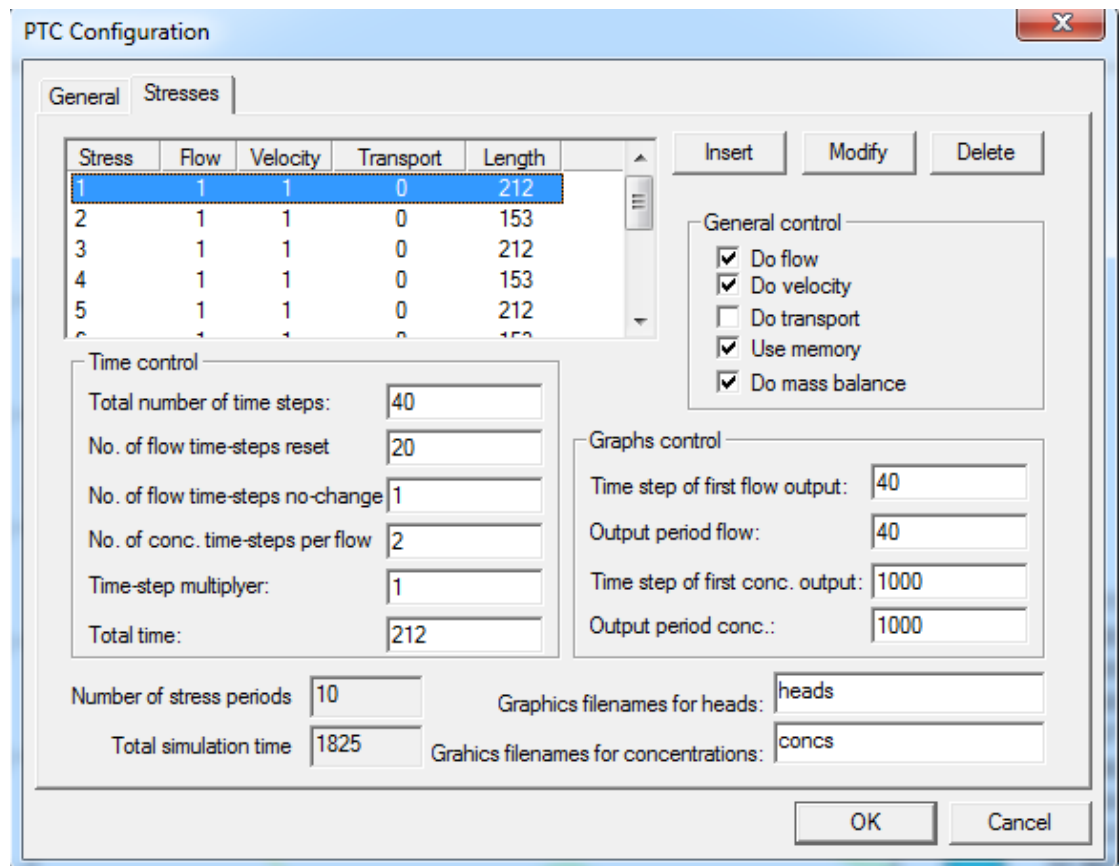 PTC Configuration
General Stresses
Stress Flow Velocity Transport Length
1 1 1 0 212
2 1 1 0 153
3 1 1 0 212
4 1 1 0 153
5 1 1 0 212
Insert Modify Delete
General control
Do flow
Do velocity
Do transport
Use memory
Do mass balance
Time control
Total number of time steps: 40
No. of flow time-steps reset 20
No. of flow time-steps no-change 1
No. of conc. time-steps per flow 2
Time-step multiplyer: 1
Total time: 212
Graphs control
Time step of first flow output: 40
Output period flow: 40
Time step of first conc. output: 1000
Output period conc.: 1000
Number of stress periods 10
Total simulation time 1825
Graphics filenames for heads: heads
Grahics filenames for concentrations: concs
OK Cancel